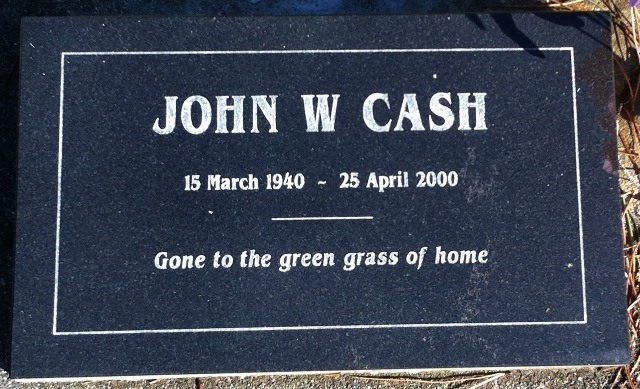 JOHN W CASH
15 March 1940 ~ 25 April 2000
Gone to the green grass of home